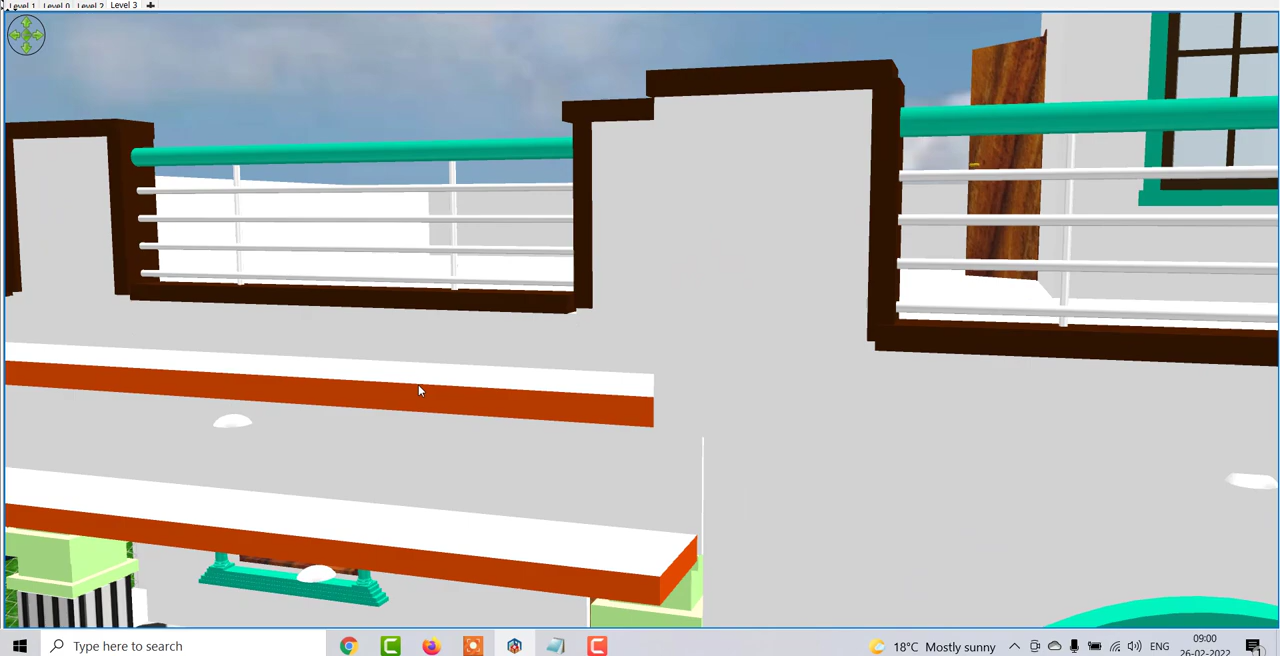 Level 1 Level 0 Level 2 Level 3
Type here to search
18°C Mostly sunny
ENG
09:00
26-02-2022
1